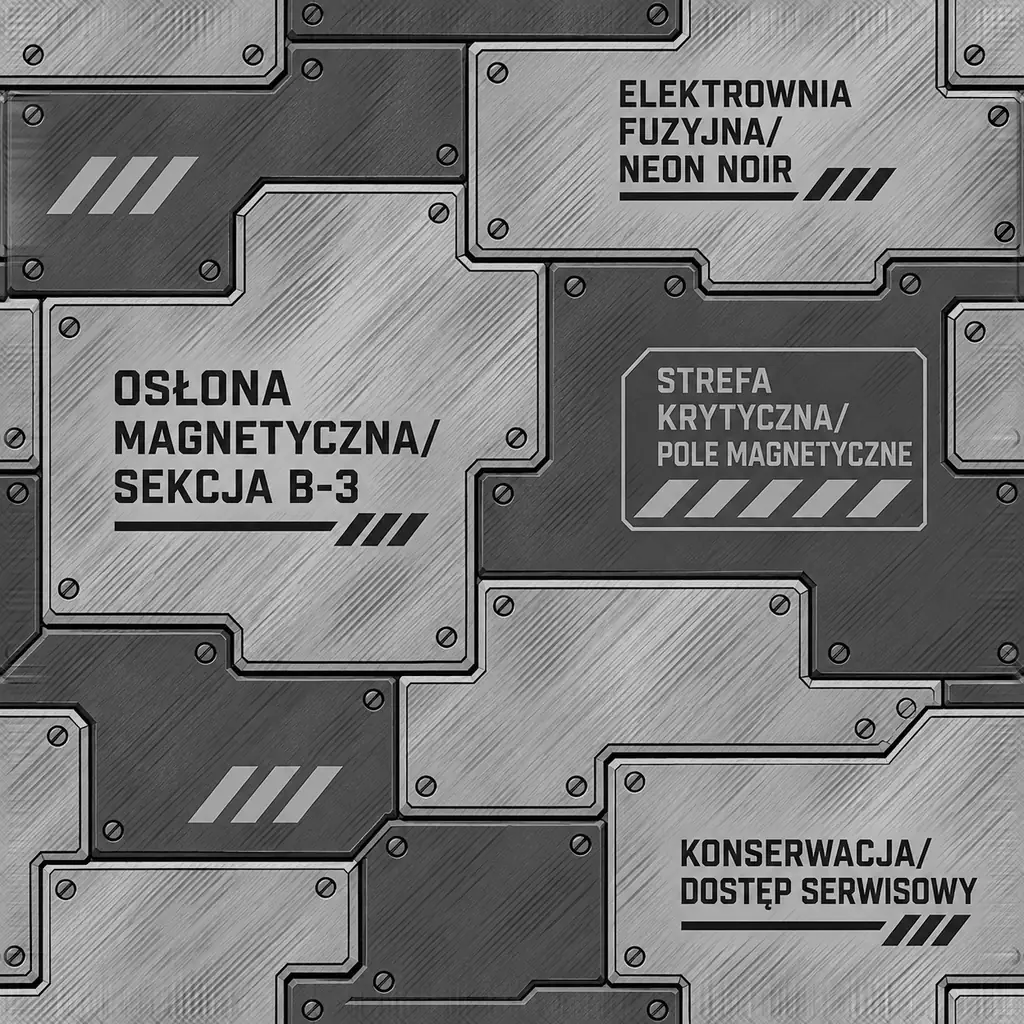 ELEKTROWNIA
FUZYJNA/
NEON NOIR
OSŁONA
MAGNETYCZNA/
SEKCJA B-3
STREFA
KRYTYCZNA/
POLE MAGNETYCZNE
KONSERWACJA/
DOSTĘP SERWISOWY